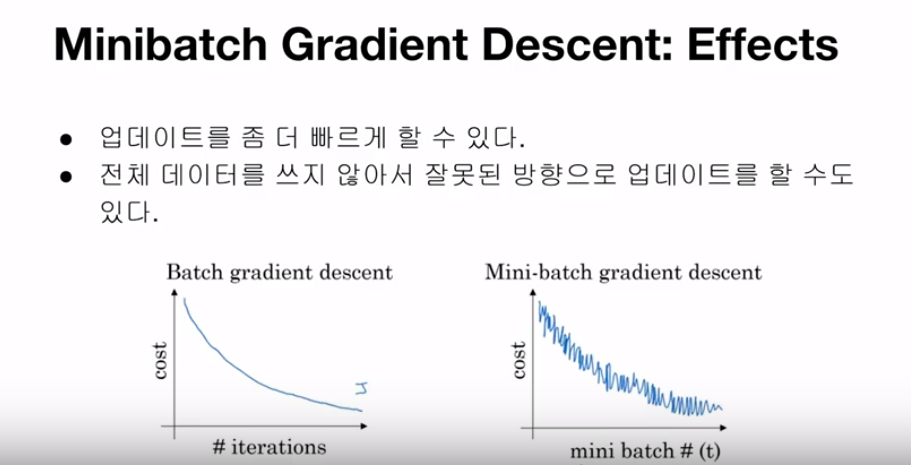 Minibatch Gradient Descent: Effects
● 업데이트를 좀 더 빠르게 할 수 있다.
● 전체 데이터를 쓰지 않아서 잘못된 방향으로 업데이트를 할 수도
있다.
Batch gradient descent
Mini-batch gradient descent
cost
J
cost
# iterations
mini batch # (t)